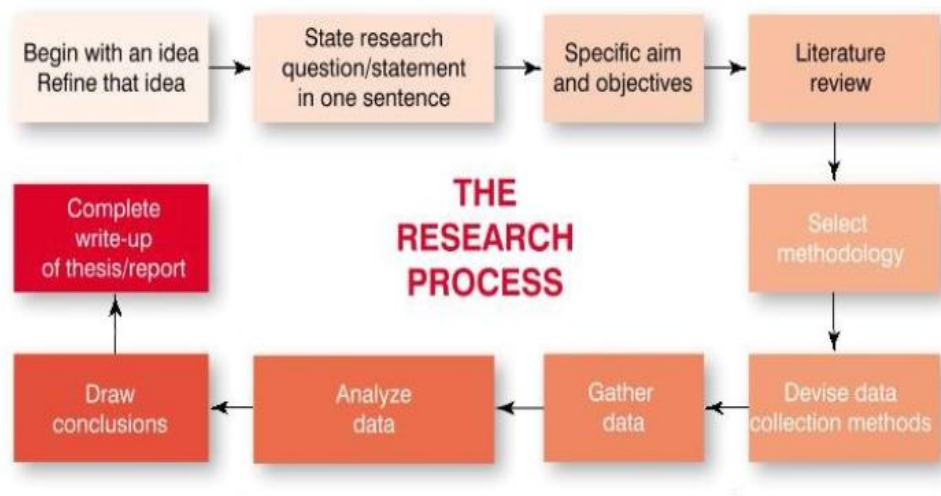 Begin with an idea
Refine that idea
State research
question/statement
in one sentence
Specific aim
and objectives
Literature
review
THE
RESEARCH
PROCESS
Select
methodology
Devise data
collection methods
Gather
data
Analyze
data
Draw
conclusions
Complete
write-up
of thesis/report